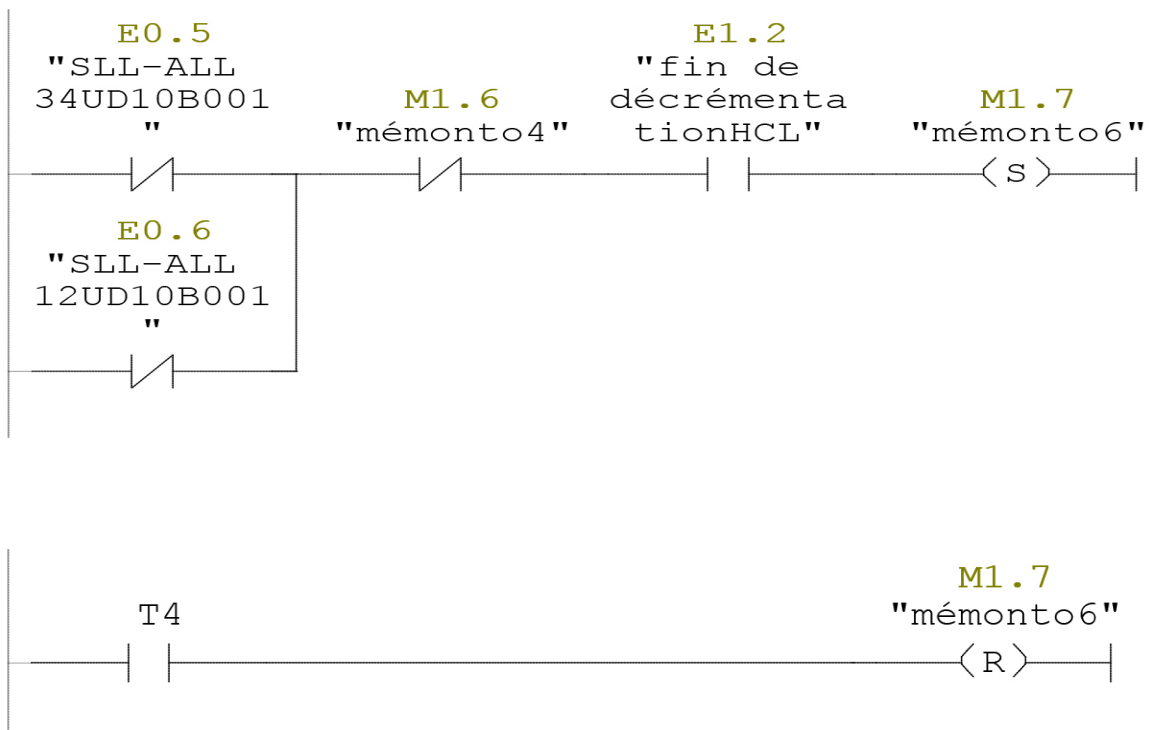 E0.5
"SLL-ALL
34UD10B001
"
M1.6
"mémonto4"
E1.2
"fin de
décrémenta
tionHCL"
M1.7
"mémonto6"
S
E0.6
"SLL-ALL
12UD10B001
"
T4
M1.7
"mémonto6"
R